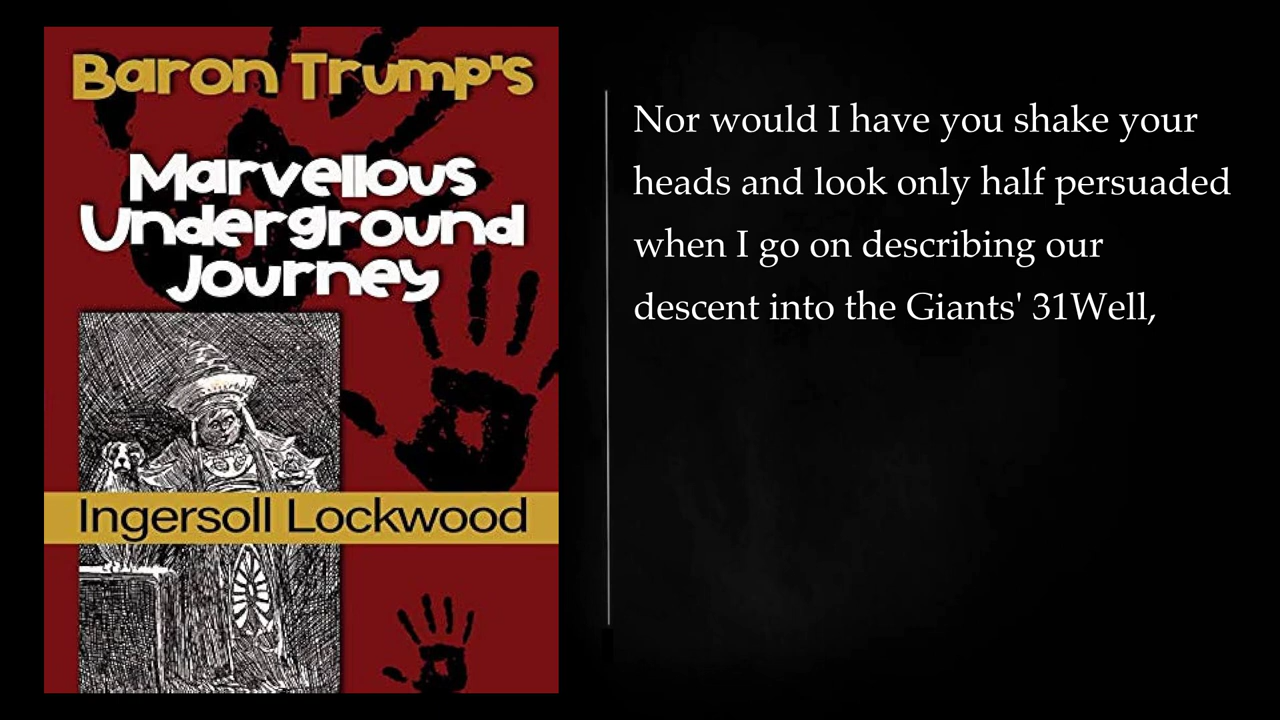 Baron Trump's
Marvellous
Underground
Journey
Ingersoll Lockwood
Nor would I have you shake your
heads and look only half persuaded
when I go on describing our
descent into the Giants' 31Well,